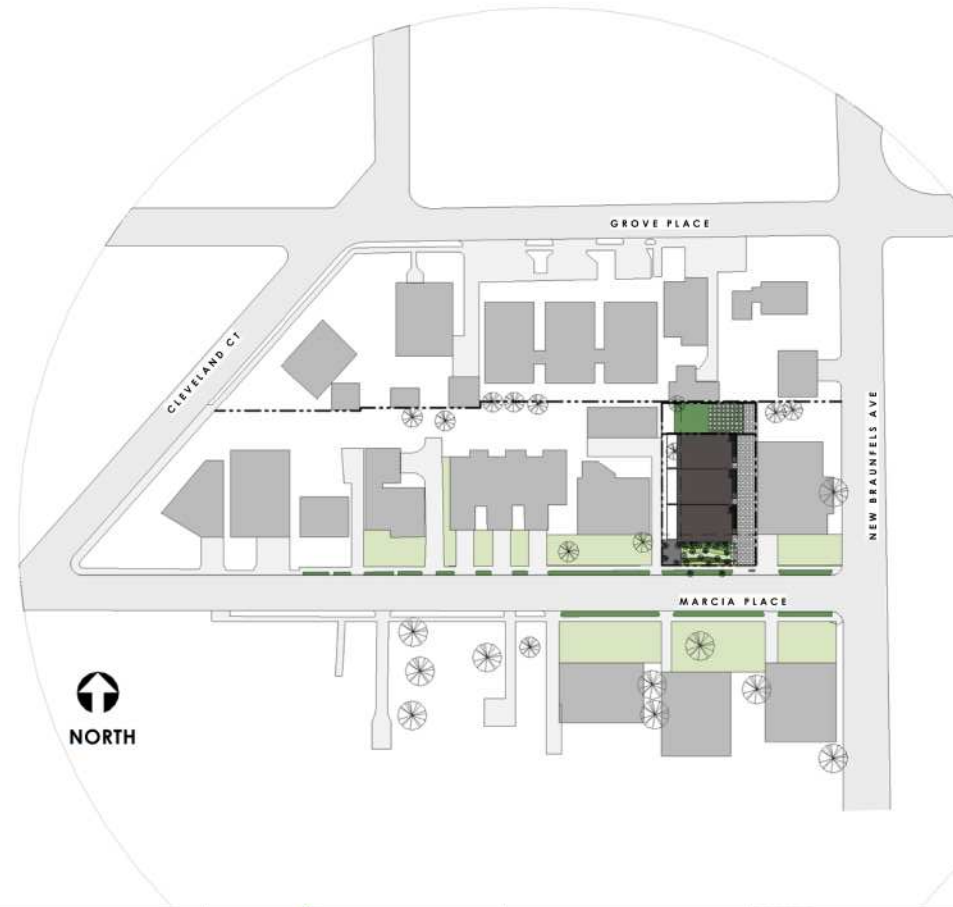 GROVE PLACE
CLEVELAND CT
NEW BRAUNFELS AVE
MARCIA PLACE
NORTH